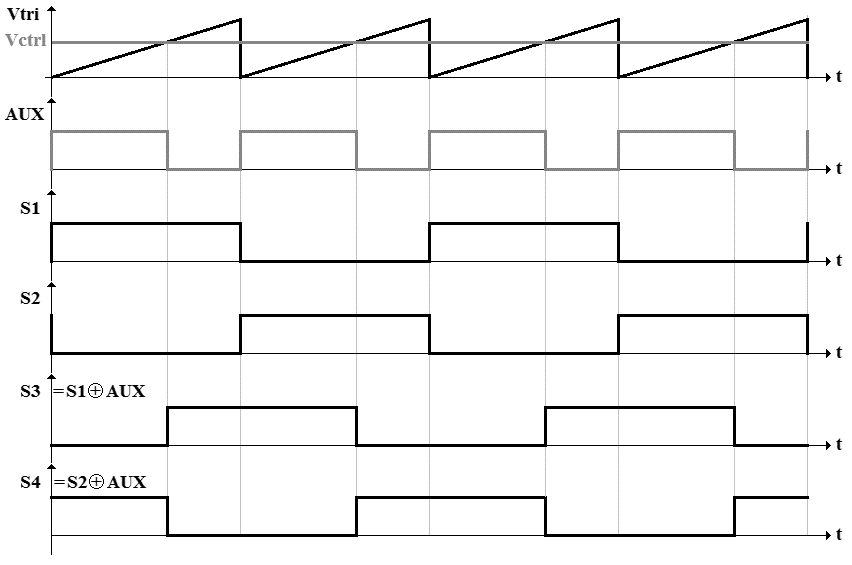 Vtri
Vctrl
t
AUX
t
S1
t
S2
t
S3 =S1⊕AUX
t
S4 =S2⊕AUX
t